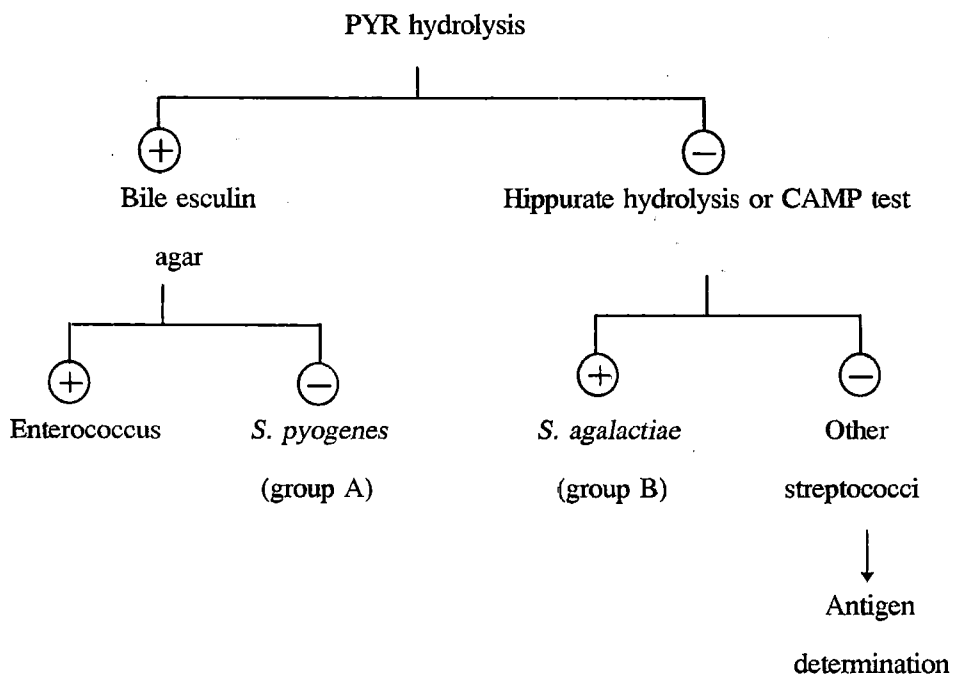 PYR hydrolysis
+
−
Bile esculin
agar
Hippurate hydrolysis or CAMP test
+
−
+
−
Enterococcus
S. pyogenes
(group A)
S. agalactiae
(group B)
Other
streptococci
Antigen
determination